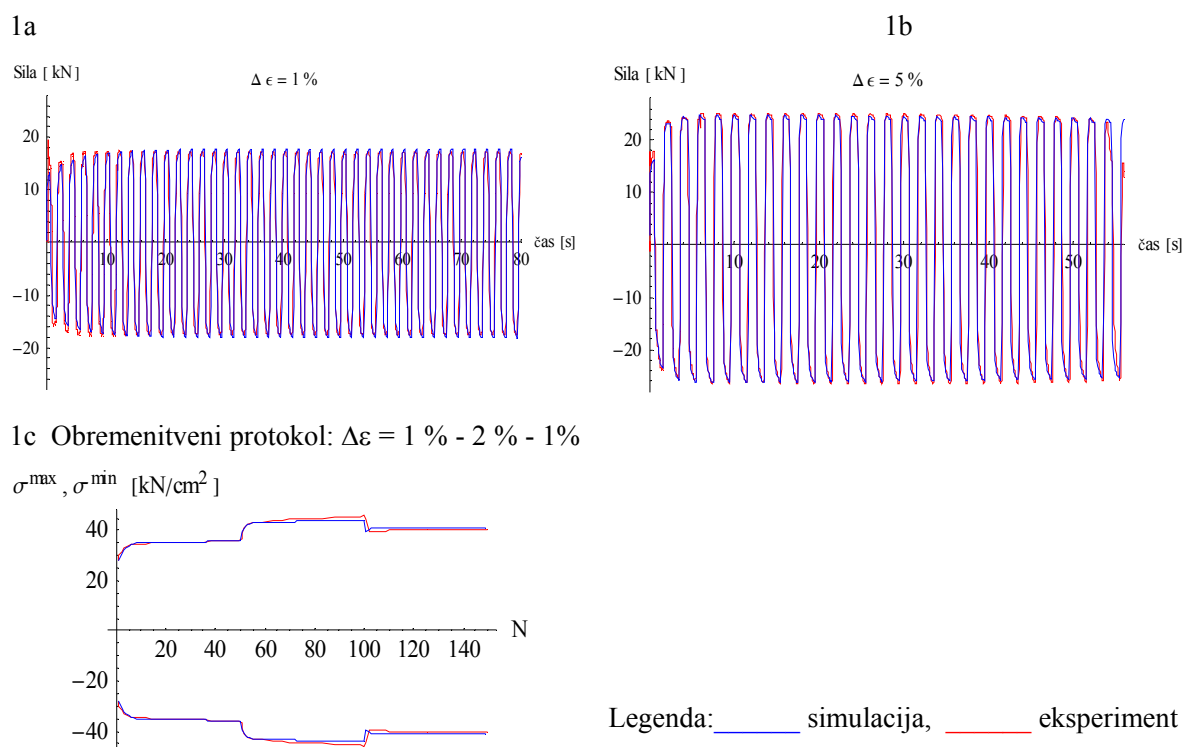 1a
1b
Sila [ kN]
Δ ϵ = 1 %
20
10
−10
−20
10 20 30 40 50 60 70 80
čas [s]
Sila [ kN ]
Δ ϵ = 5 %
20
10
−10
−20
10 20 30 40 50
čas [s]
1c Obremenitveni protokol: Δε = 1 % - 2 % - 1%
σ^max , σ^min [kN/cm² ]
40
20
−20
−40
20 40 60 80 100 120 140
N
Legenda: simulacija, eksperiment